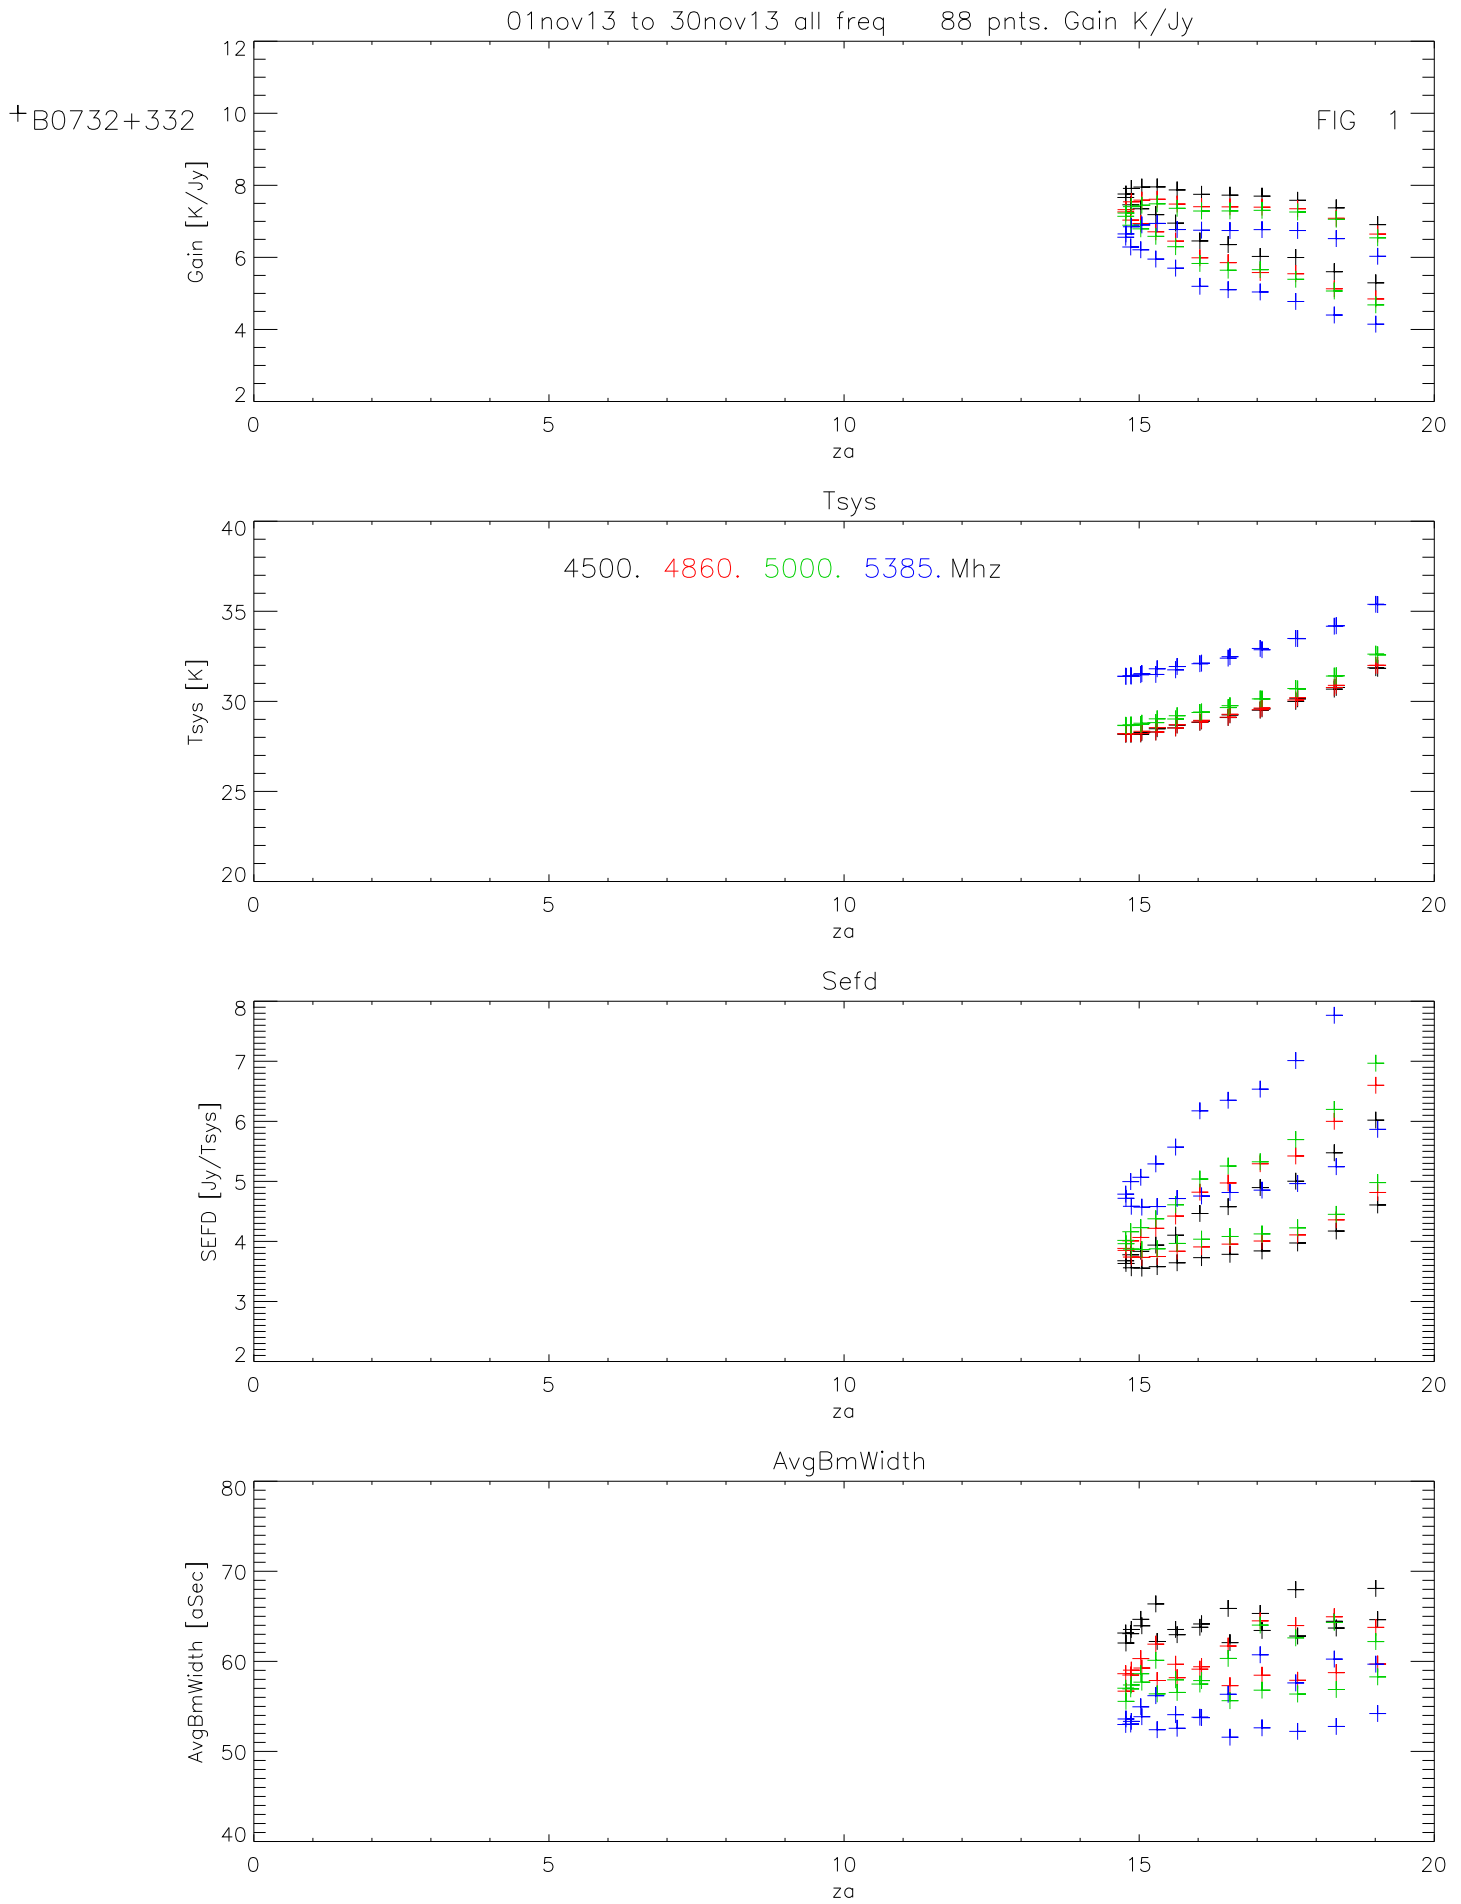 01nov13 to 30nov13 all freq 88 pnts. Gain K/Jy
+B0732+332
FIG 1
Gain [K/Jy]
12
10
8
6
4
2
0 5 10 15 20
za
Tsys
4500. 4860. 5000. 5385. Mhz
Tsys [K]
40
35
30
25
20
0 5 10 15 20
za
Sefd
SEFD [Jy/Tsys]
8
7
6
5
4
3
2
0 5 10 15 20
za
AvgBmWidth
AvgBmWidth [aSec]
80
70
60
50
40
0 5 10 15 20
za